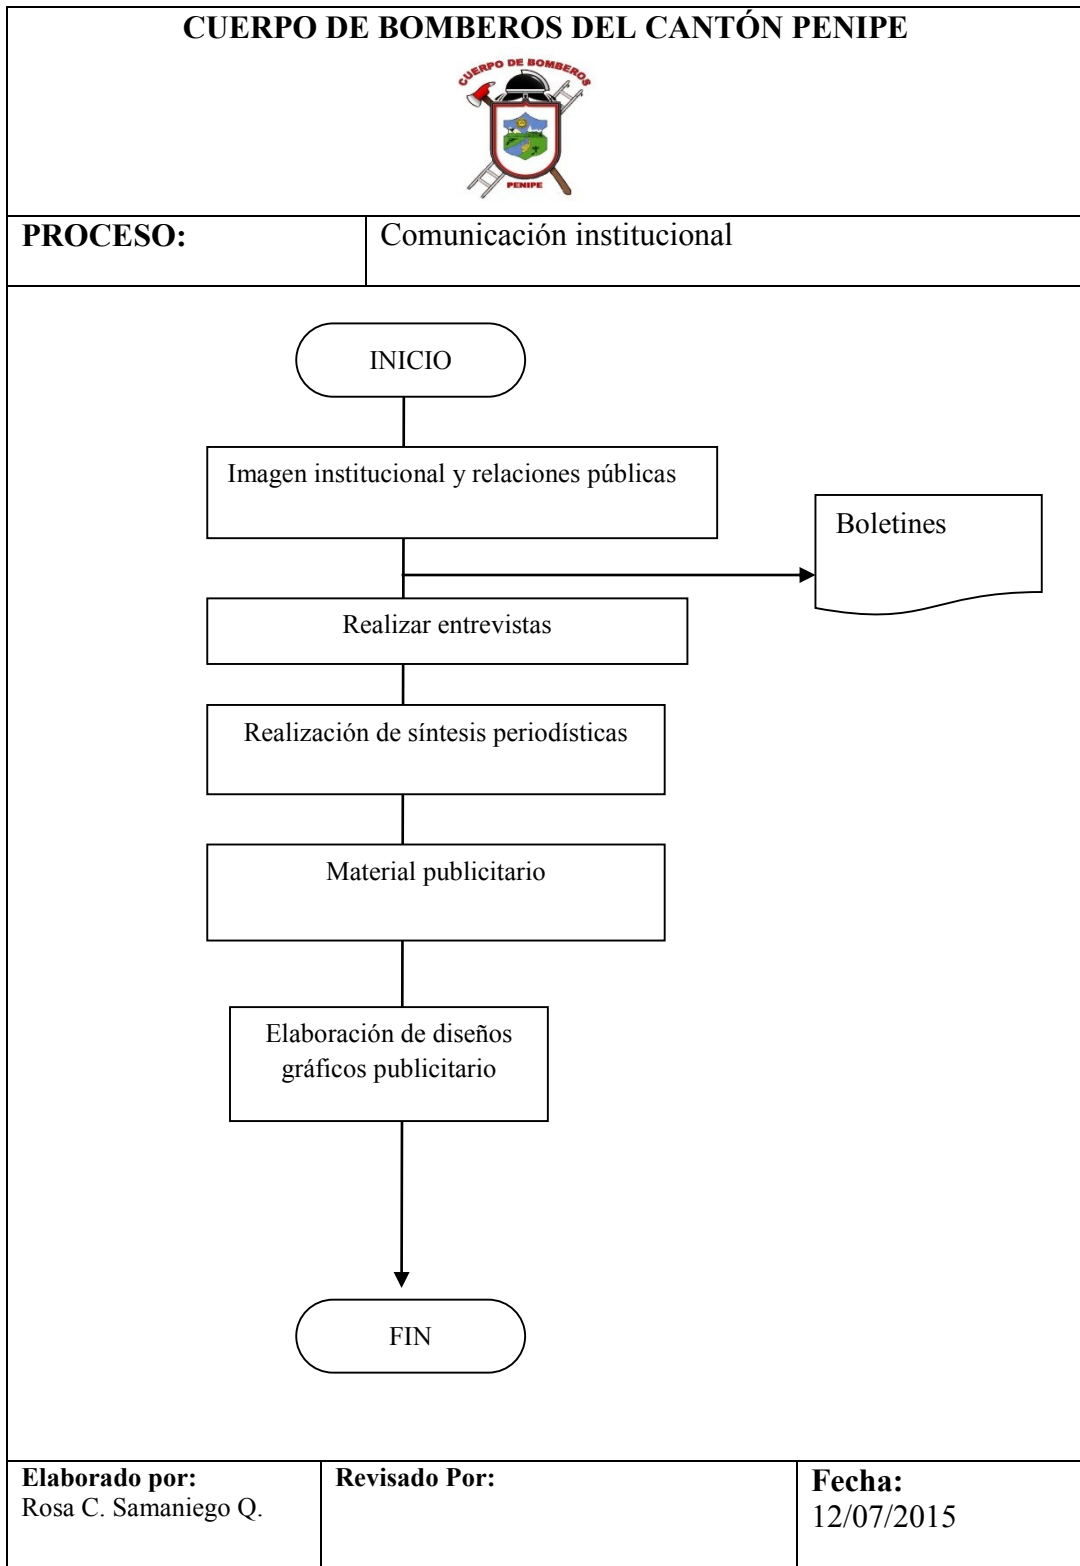 CUERPO DE BOMBEROS DEL CANTÓN PENIPE
CUERPO DE BOMBEROS
PENIPE
PROCESO:
Comunicación institucional
INICIO
Imagen institucional y relaciones públicas
Boletines
Realizar entrevistas
Realización de síntesis periodísticas
Material publicitario
Elaboración de diseños
gráficos publicitario
FIN
Elaborado por:
Rosa C. Samaniego Q.
Revisado Por:
Fecha:
12/07/2015